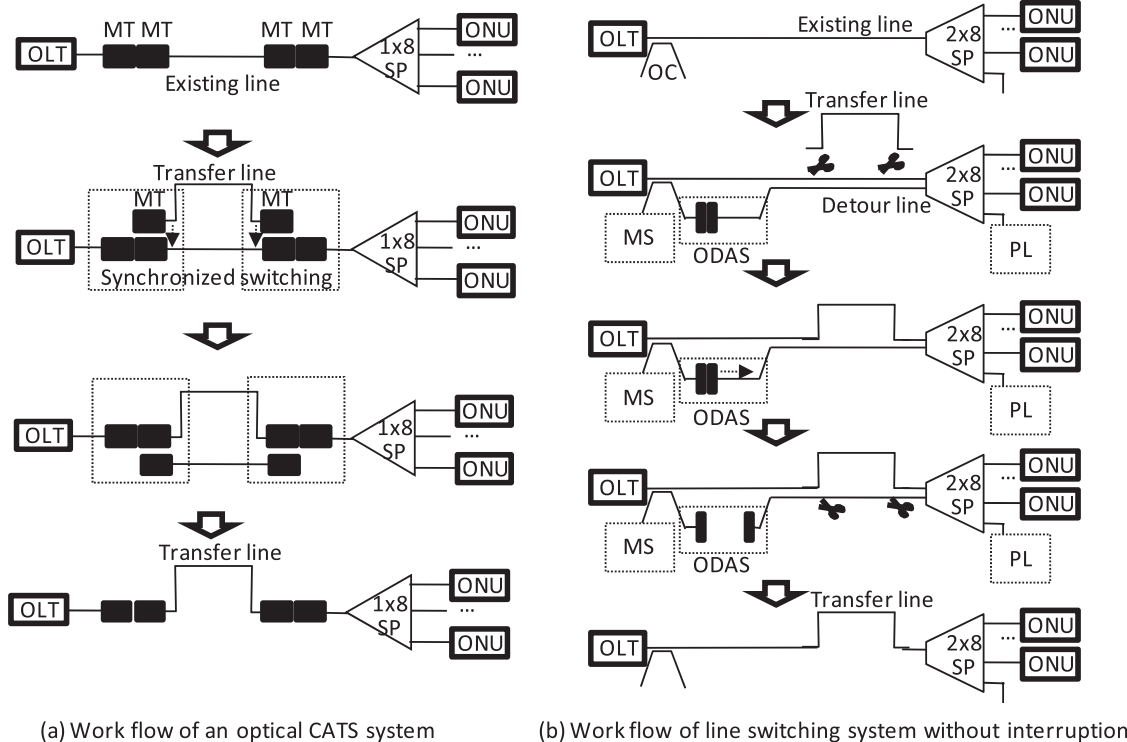 MT MT
MT MT
OLT
1x8
SP
ONU
...
ONU
Existing line
Transfer line
MT
MT
OLT
1x8
SP
ONU
...
ONU
Synchronized switching
OLT
1x8
SP
ONU
...
ONU
Transfer line
OLT
1x8
SP
ONU
...
ONU
(a) Work flow of an optical CATS system
Existing line
OLT
OC
2x8
SP
ONU
...
ONU
Transfer line
OLT
Detour line
MS
ODAS
2x8
SP
ONU
...
ONU
PL
OLT
MS
ODAS
2x8
SP
ONU
...
ONU
PL
OLT
MS
ODAS
2x8
SP
ONU
...
ONU
PL
Transfer line
OLT
2x8
SP
ONU
...
ONU
(b) Work flow of line switching system without interruption